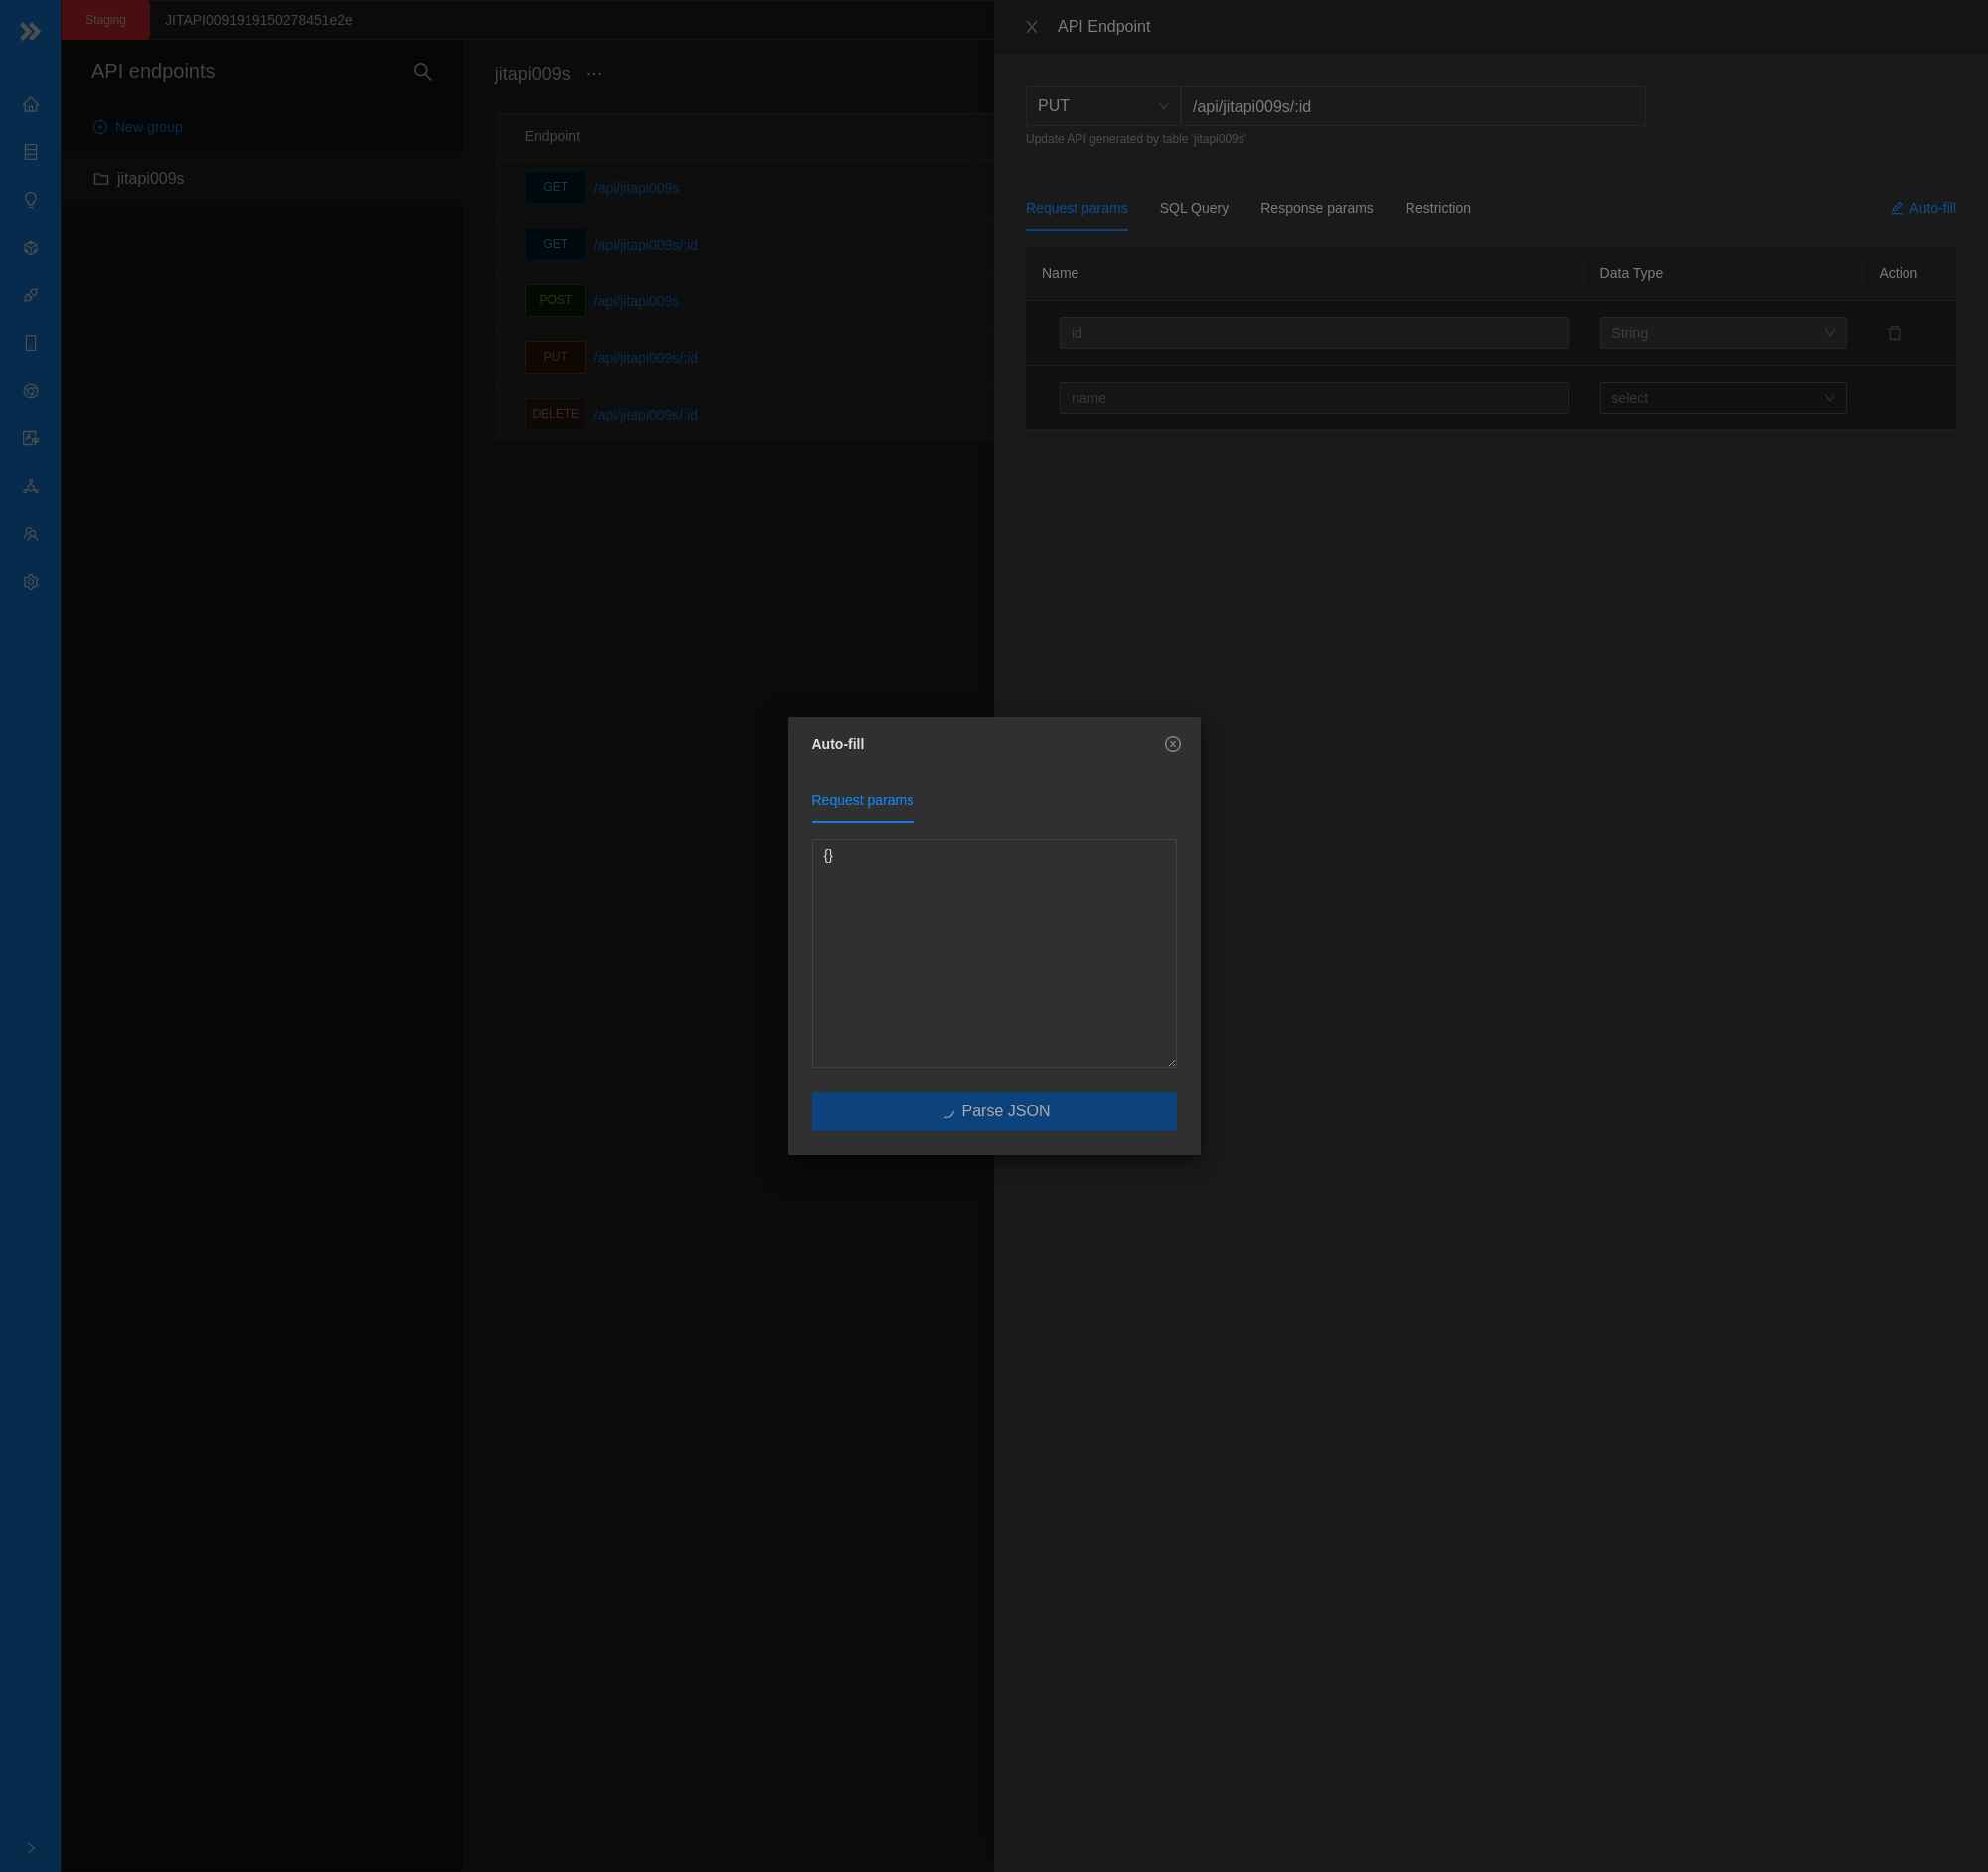 Staging
JITAPI0091919150278451e2e
API endpoints
New group
jitapi009s
jitapi009s
Endpoint
GET /api/jitapi009s
GET /api/jitapi009s/:id
POST /api/jitapi009s
PUT /api/jitapi009s/:id
DELETE /api/jitapi009s/:id
API Endpoint
PUT /api/jitapi009s/:id
Update API generated by table 'jitapi009s'
Request params SQL Query Response params Restriction Auto-fill
Name Data Type Action
id String
name select
Auto-fill
Request params
{}
Parse JSON